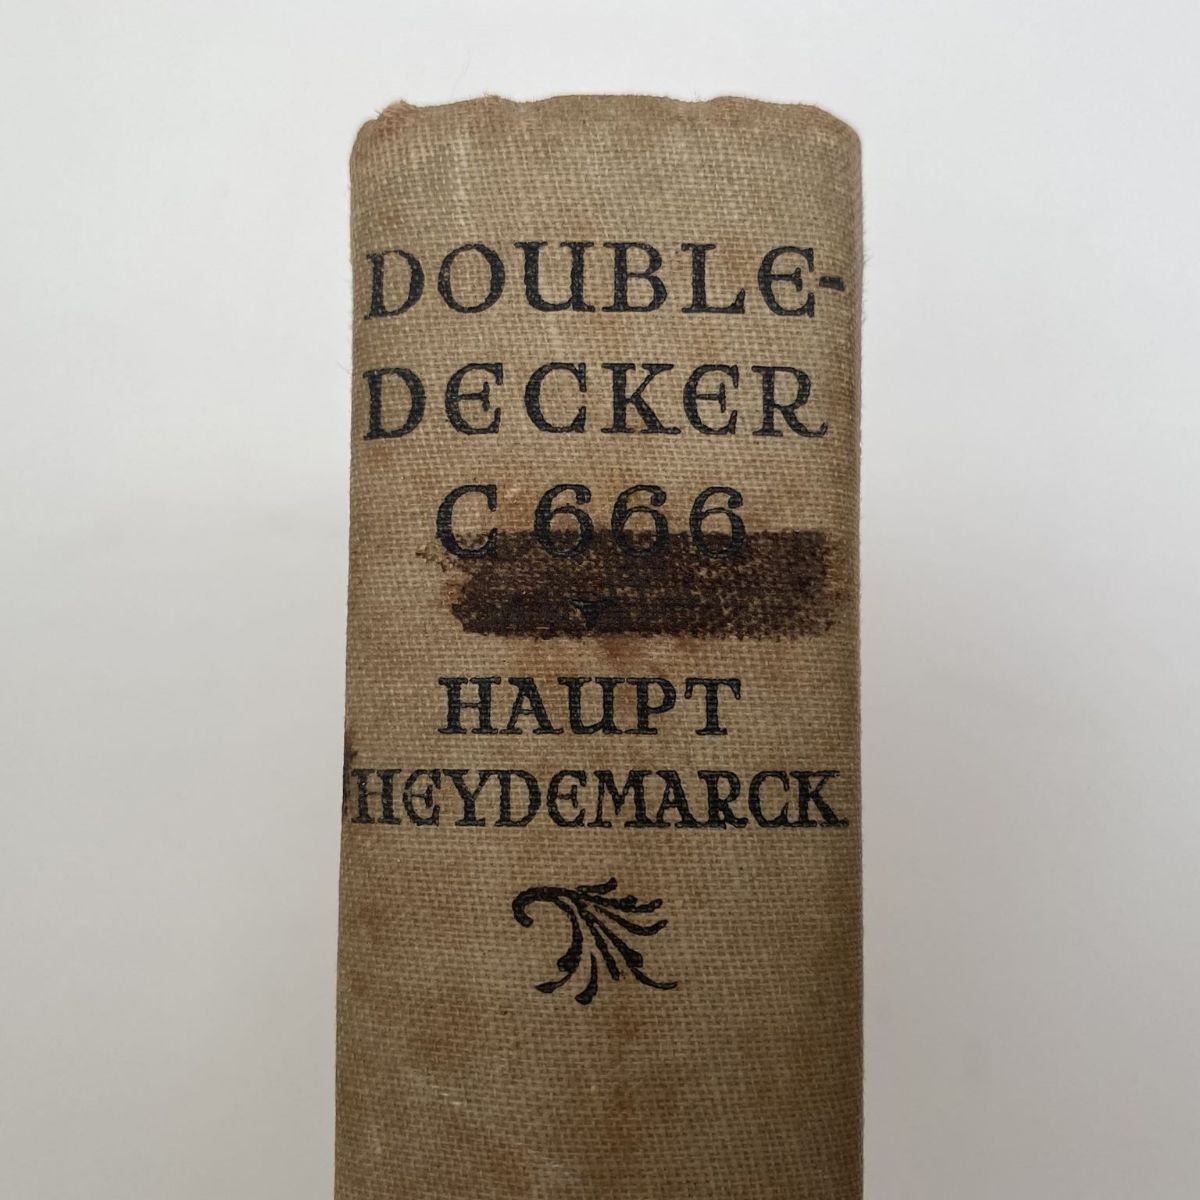 DOUBLE-
DECKER
C 666
HAUPT
HEYDEMARCK